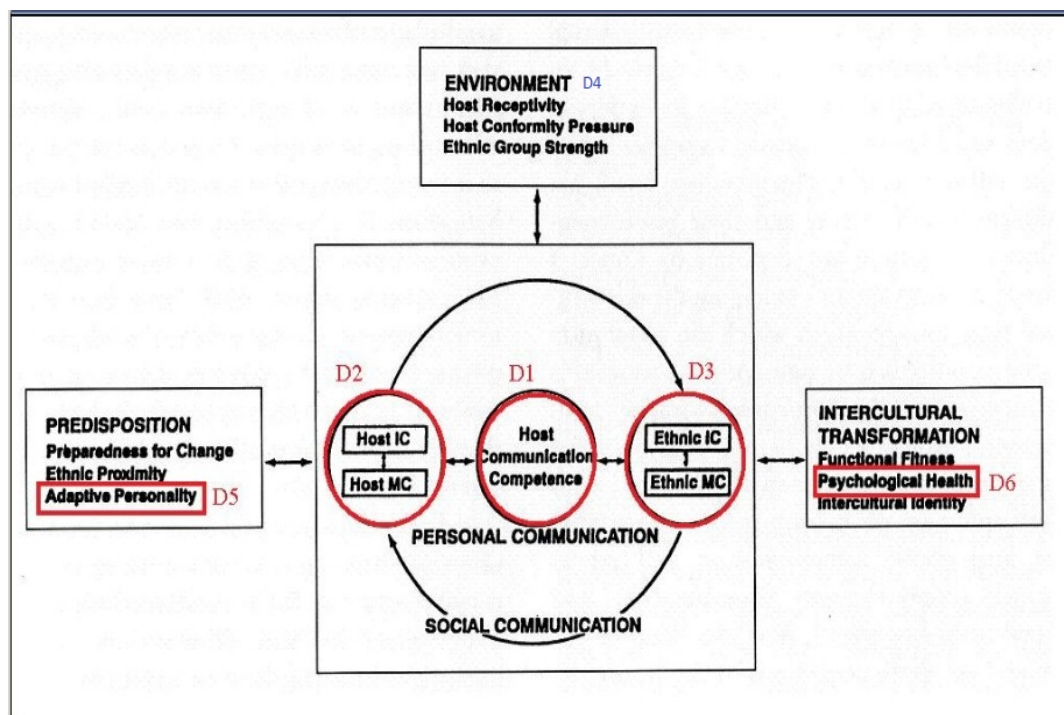 ENVIRONMENT D4
Host Receptivity
Host Conformity Pressure
Ethnic Group Strength
D2 D1 D3
PREDISPOSITION
Preparedness for Change
Ethnic Proximity
Adaptive Personality D5
Host IC
Host MC
Host
Communication
Competence
Ethnic IC
Ethnic MC
PERSONAL COMMUNICATION
SOCIAL COMMUNICATION
INTERCULTURAL
TRANSFORMATION
Functional Fitness
Psychological Health D6
Intercultural Identity